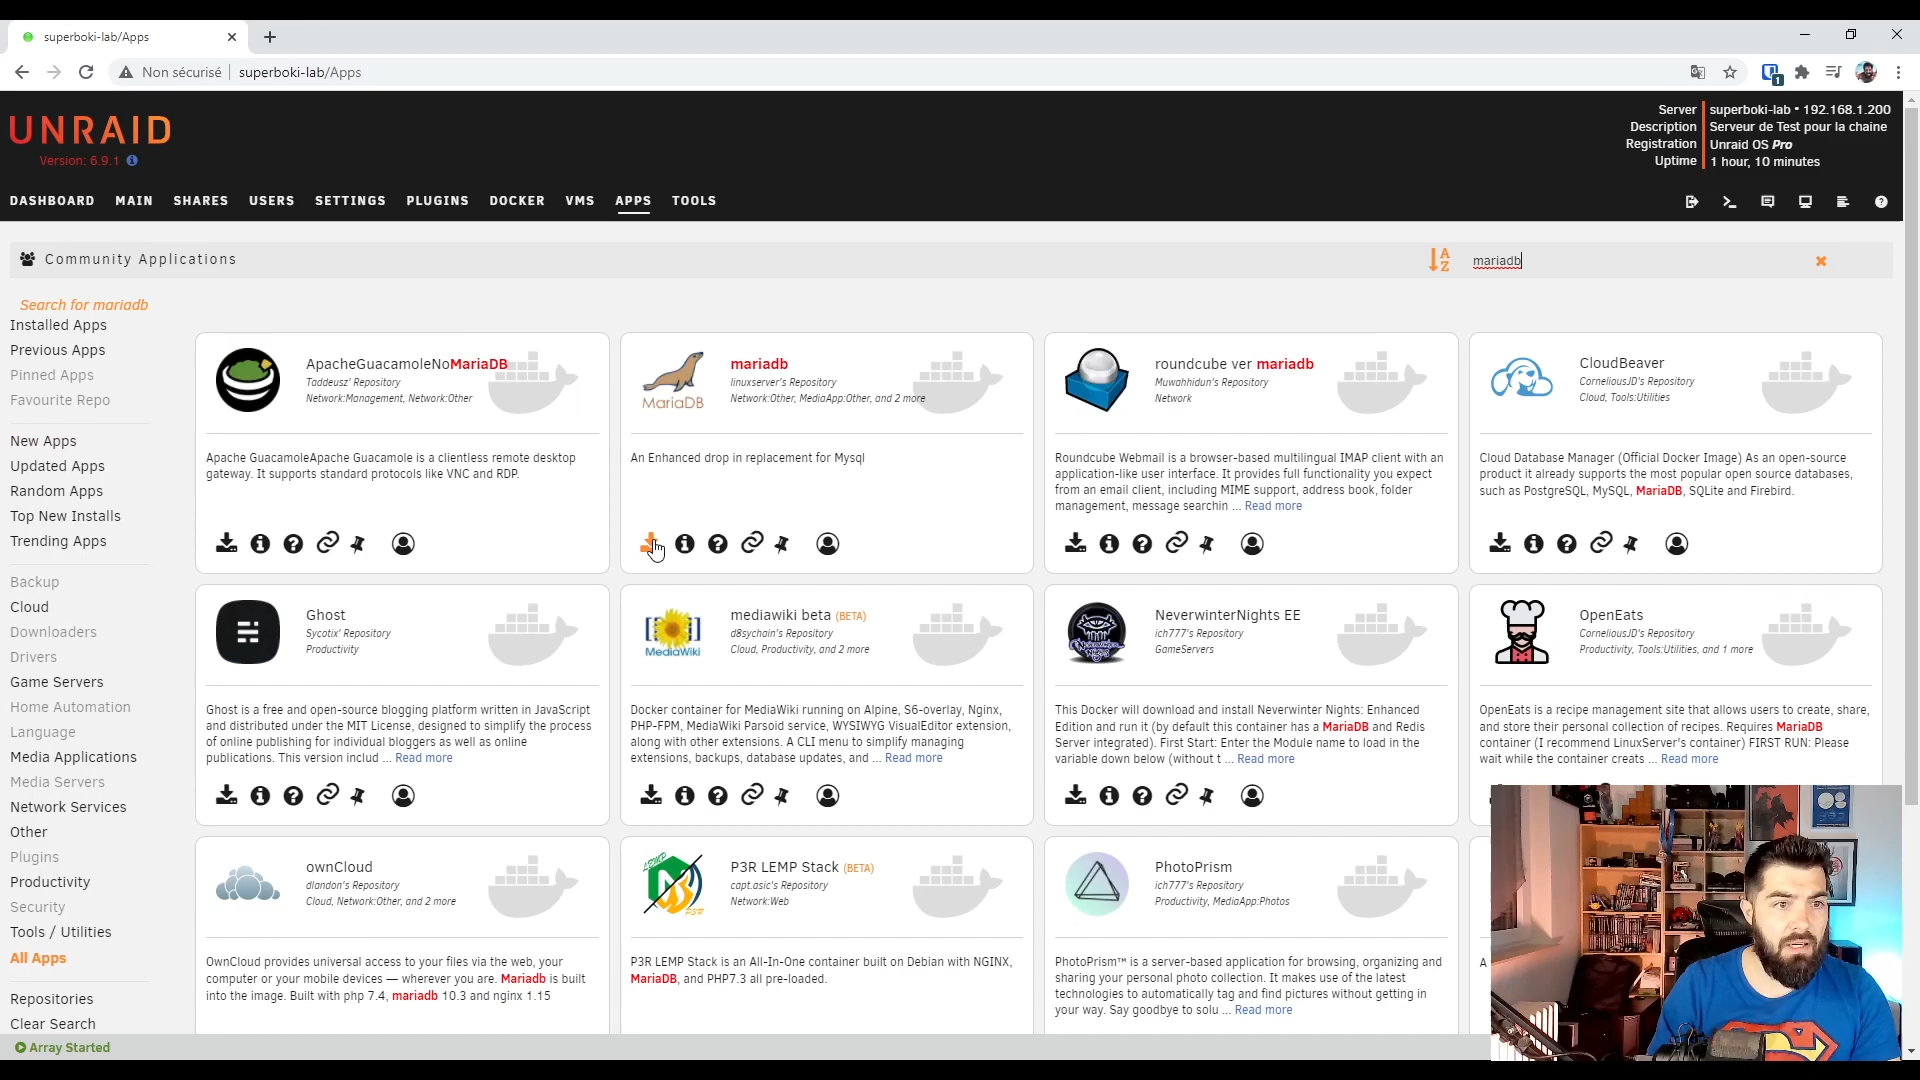 superboki-lab/Apps
Non sécurisé
superboki-lab/Apps
1
UNRAID
Version: 6.9.1
Server
superboki-lab • 192.168.1.200
Description
Serveur de Test pour la chaine
Registration
Unraid OS Pro
Uptime
1 hour, 10 minutes
DASHBOARD MAIN SHARES USERS SETTINGS PLUGINS DOCKER VMS APPS TOOLS
Community Applications
A
Z
mariadb
Search for mariadb
Installed Apps
Previous Apps
Pinned Apps
Favourite Repo
New Apps
Updated Apps
Random Apps
Top New Installs
Trending Apps
Backup
Cloud
Downloaders
Drivers
Game Servers
Home Automation
Language
Media Applications
Media Servers
Network Services
Other
Plugins
Productivity
Security
Tools / Utilities
All Apps
Repositories
Clear Search
ApacheGuacamoleNoMariaDB
Taddeusz' Repository
Network:Management, Network:Other
Apache GuacamoleApache Guacamole is a clientless remote desktop
gateway. It supports standard protocols like VNC and RDP.
MariaDB
mariadb
linuxserver's Repository
Network:Other, MediaApp:Other, and 2 more
An Enhanced drop in replacement for Mysql
roundcube ver mariadb
Muwahhidun's Repository
Network
Roundcube Webmail is a browser-based multilingual IMAP client with an
application-like user interface. It provides full functionality you expect
from an email client, including MIME support, address book, folder
management, message searchin ... Read more
CloudBeaver
CorneliousJD's Repository
Cloud, Tools:Utilities
Cloud Database Manager (Official Docker Image) As an open-source
product it already supports the most popular open source databases,
such as PostgreSQL, MySQL, MariaDB, SQLite and Firebird.
Ghost
Sycotix' Repository
Productivity
Ghost is a free and open-source blogging platform written in JavaScript
and distributed under the MIT License, designed to simplify the process
of online publishing for individual bloggers as well as online
publications. This version includ ... Read more
MediaWiki
mediawiki beta (BETA)
d8sychain's Repository
Cloud, Productivity, and 2 more
Docker container for MediaWiki running on Alpine, S6-overlay, Nginx,
PHP-FPM, MediaWiki Parsoid service, WYSIWYG VisualEditor extension,
along with other extensions. A CLI menu to simplify managing
extensions, backups, database updates, and ... Read more
NeverwinterNights EE
ich777's Repository
GameServers
This Docker will download and install Neverwinter Nights: Enhanced
Edition and run it (by default this container has a MariaDB and Redis
Server integrated). First Start: Enter the Module name to load in the
variable down below (without t ... Read more
OpenEats
CorneliousJD's Repository
Productivity, Tools:Utilities, and 1 more
OpenEats is a recipe management site that allows users to create, share,
and store their personal collection of recipes. Requires MariaDB
container (I recommend LinuxServer's container) FIRST RUN: Please
wait while the container creates ... Read more
ownCloud
dlandon's Repository
Cloud, Network:Other, and 2 more
OwnCloud provides universal access to your files via the web, your
computer or your mobile devices — wherever you are. Mariadb is built
into the image. Built with php 7.4, mariadb 10.3 and nginx 1.15
P3R LEMP Stack (BETA)
capt.asic's Repository
Network:Web
P3R LEMP Stack is an All-In-One container built on Debian with NGINX,
MariaDB, and PHP7.3 all pre-loaded.
PhotoPrism
ich777's Repository
Productivity, MediaApp:Photos
PhotoPrism™ is a server-based application for browsing, organizing and
sharing your personal photo collection. It makes use of the latest
technologies to automatically tag and find pictures without getting in
your way. Say goodbye to solu ... Read more
A
Array Started